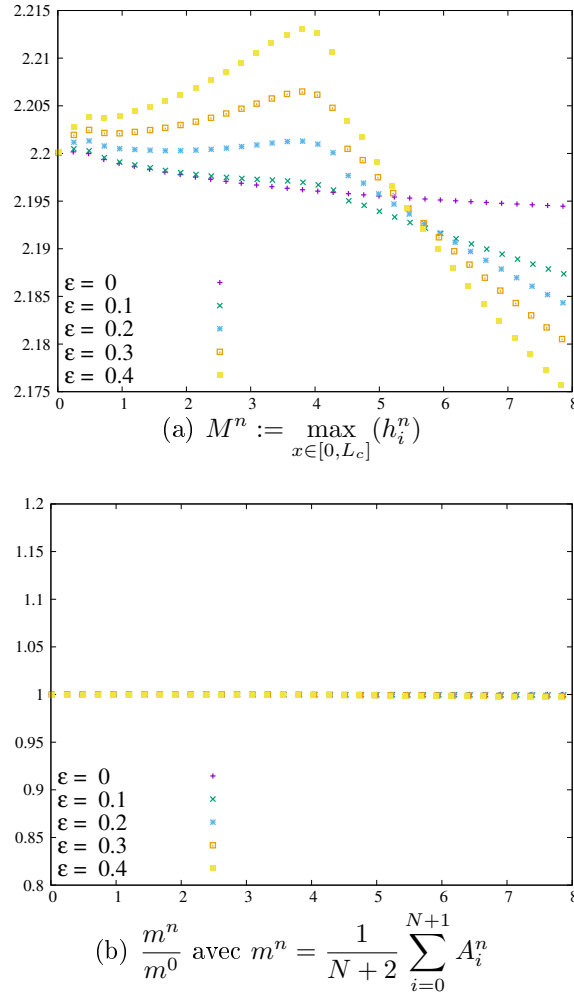 2.215
2.21
2.205
2.2
2.195
2.19
2.185
2.18
2.175
ε = 0
ε = 0.1
ε = 0.2
ε = 0.3
ε = 0.4
0 1 2 3 4 5 6 7 8
(a) M^n := max_{x∈[0,L_c]} (h_i^n)
1.2
1.15
1.1
1.05
1
0.95
0.9
0.85
0.8
ε = 0
ε = 0.1
ε = 0.2
ε = 0.3
ε = 0.4
0 1 2 3 4 5 6 7 8
(b) m^n/m^0 avec m^n = 1/(N + 2) ∑_{i=0}^{N+1} A_i^n